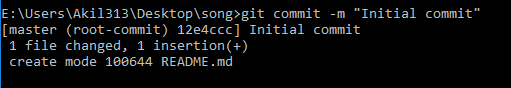 E:\Users\Akil313\Desktop\song>git commit -m "Initial commit"
[master (root-commit) 12e4ccc] Initial commit
 1 file changed, 1 insertion(+)
 create mode 100644 README.md